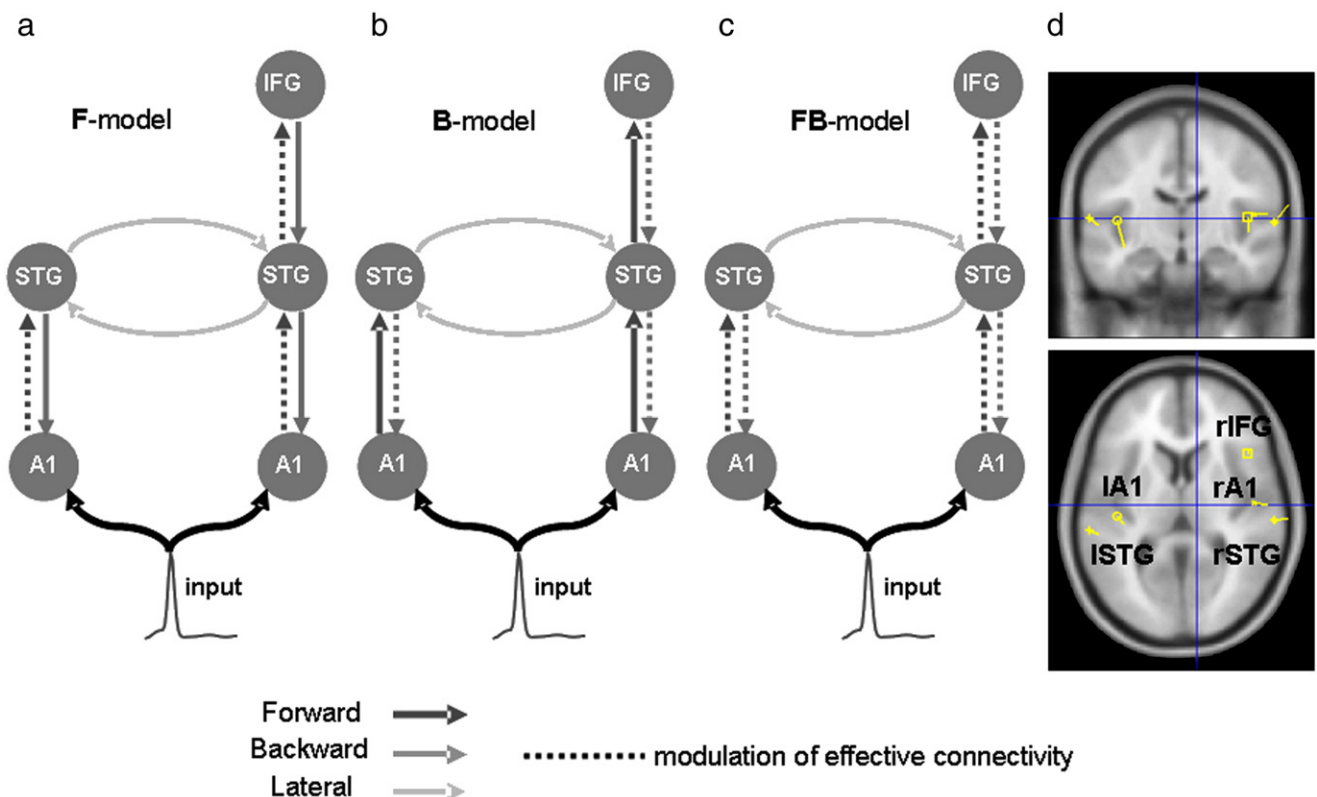 a
b
c
d
F-model
B-model
FB-model
IFG
IFG
IFG
STG
STG
STG
STG
STG
STG
A1
A1
A1
A1
A1
A1
input
input
input
rIFG
lA1
rA1
lSTG
rSTG
Forward
Backward
Lateral
modulation of effective connectivity